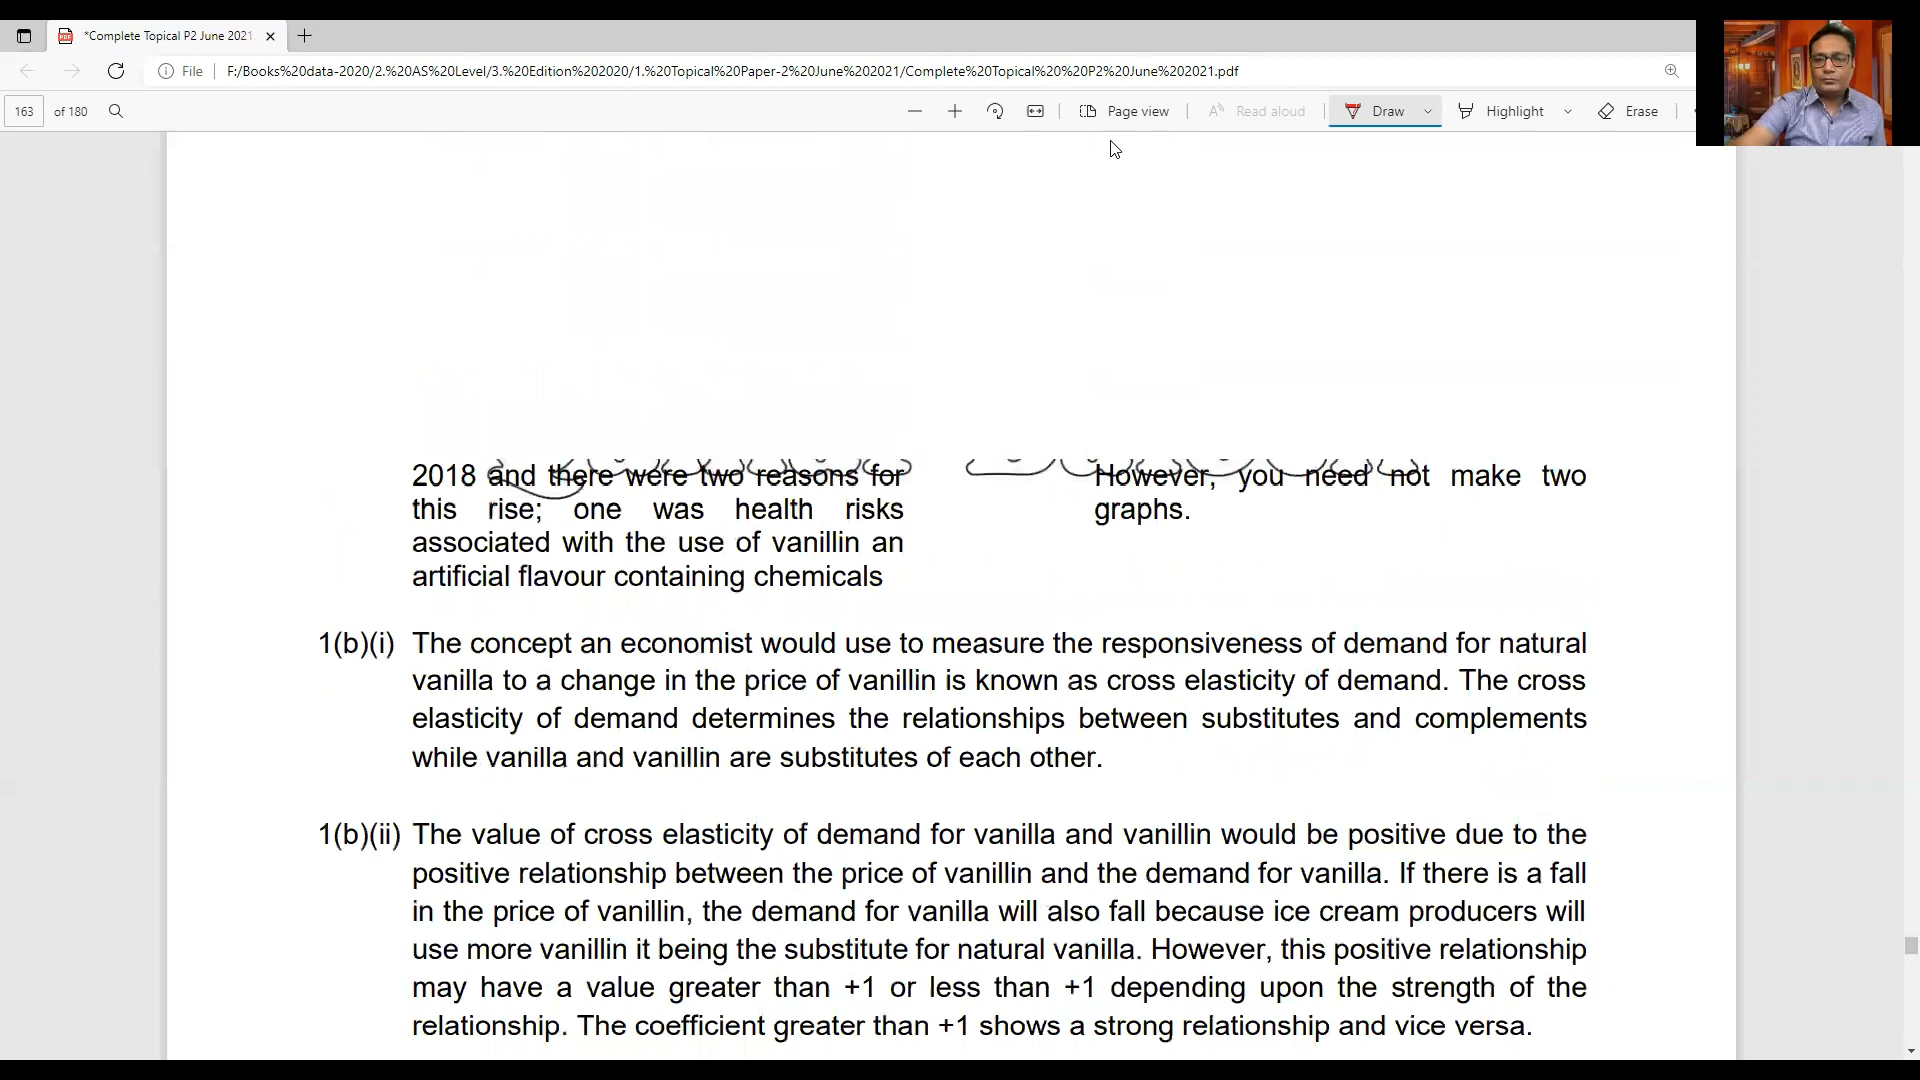 *Complete Topical P2 June 2021
File F:/Books%20data-2020/2.%20AS%20Level/3.%20Edition%202020/1.%20Topical%20Paper-2%20June%202021/Complete%20Topical%20%20P2%20June%202021.pdf
163 of 180 Page view Read aloud Draw Highlight Erase
2018 and there were two reasons for
this rise; one was health risks
associated with the use of vanillin an
artificial flavour containing chemicals
However, you need not make two
graphs.
1(b)(i) The concept an economist would use to measure the responsiveness of demand for natural
vanilla to a change in the price of vanillin is known as cross elasticity of demand. The cross
elasticity of demand determines the relationships between substitutes and complements
while vanilla and vanillin are substitutes of each other.
1(b)(ii) The value of cross elasticity of demand for vanilla and vanillin would be positive due to the
positive relationship between the price of vanillin and the demand for vanilla. If there is a fall
in the price of vanillin, the demand for vanilla will also fall because ice cream producers will
use more vanillin it being the substitute for natural vanilla. However, this positive relationship
may have a value greater than +1 or less than +1 depending upon the strength of the
relationship. The coefficient greater than +1 shows a strong relationship and vice versa.